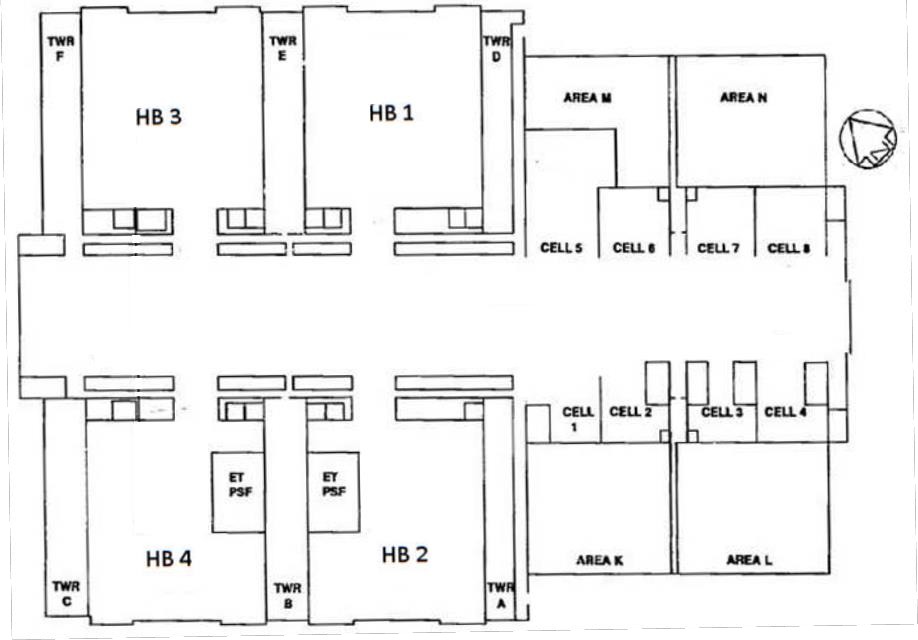 TWR
F
TWR
E
TWR
D
HB 3
HB 1
AREA M
AREA N
CELL 5
CELL 6
CELL 7
CELL 8
CELL
1
CELL 2
CELL 3
CELL 4
ET
PSF
ET
PSF
HB 4
HB 2
AREA K
AREA L
TWR
C
TWR
B
TWR
A